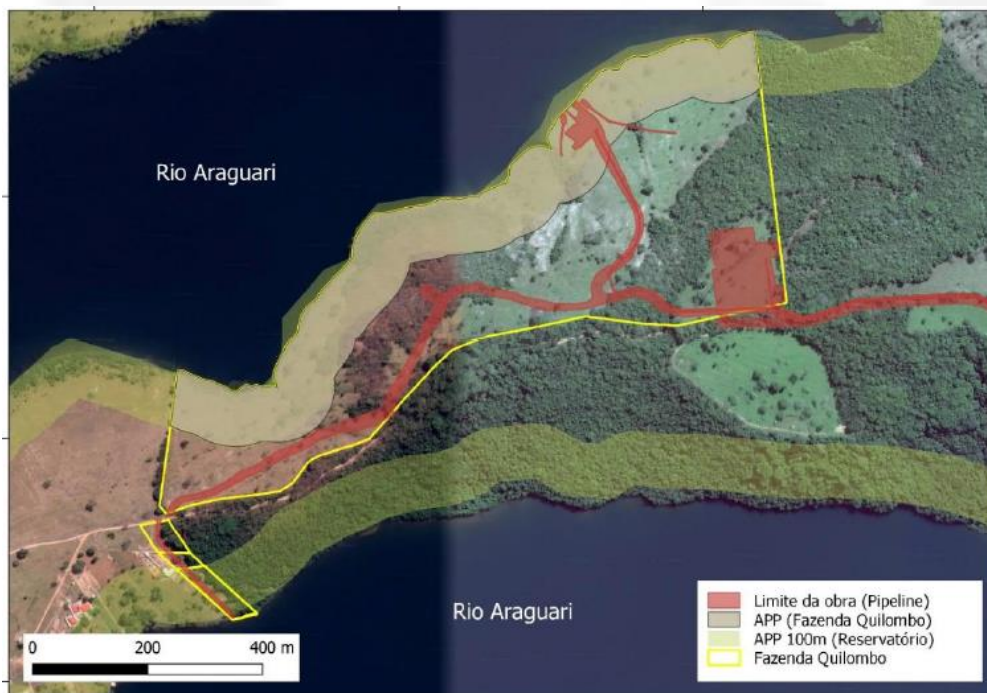 Rio Araguari
Rio Araguari
0
200
400 m
Limite da obra (Pipeline)
APP (Fazenda Quilombo)
APP 100m (Reservatório)
Fazenda Quilombo